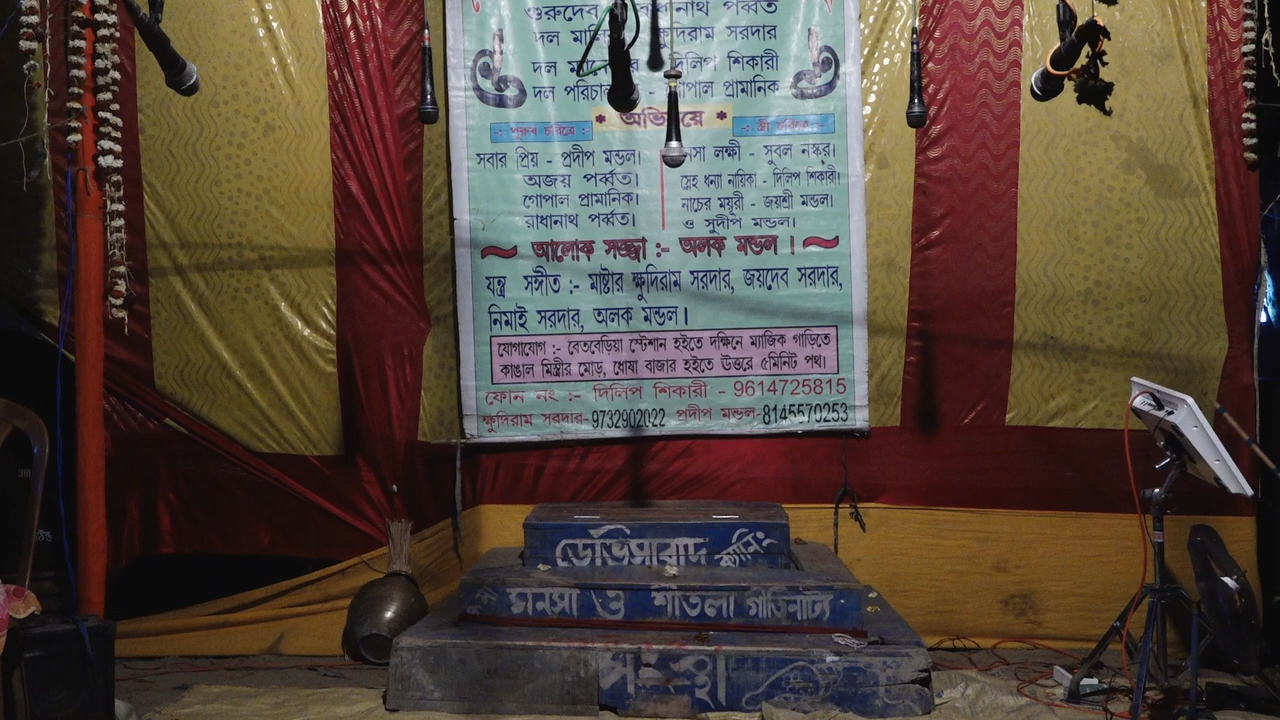 গুরুদেব রাধানাথ পর্ব্বত
দল ক্ষুদিরাম সরদার
দল দিলিপ শিকারী
দল গোপাল প্রামানিক
* অভিনয়ে *
-: পুরুষ চরিত্রে :- -: স্ত্রী চরিত্রে :-
সবার প্রিয় - প্রদীপ মন্ডল।
অজয় পর্ব্বত।
গোপাল প্রামানিক।
রাধানাথ পর্ব্বত।
লক্ষী - সুবল নস্কর।
স্নেহ ধন্যা নায়িকা - দিলিপ শিকারী।
নাচের ময়ূরী - জয়শ্রী মন্ডল।
ও সুদীপ মন্ডল।
আলোক সজ্জা :- অলক মন্ডল।
যন্ত্র সঙ্গীত :- মাষ্টার ক্ষুদিরাম সরদার, জয়দেব সরদার,
নিমাই সরদার, অলক মন্ডল।
যোগাযোগ :- বেতবেড়িয়া স্টেশান হইতে দক্ষিনে ম্যাজিক গাড়িতে
কাঙাল মিস্ত্রীর মোড়, ধোষা বাজার হইতে উত্তরে ৫মিনিট পথ।
ফোন নং :- দিলিপ শিকারী - 9614725815
ক্ষুদিরাম সরদার-9732902022 প্রদীপ মন্ডল-8145570253
ডেভিসাবাদ
মনসা ও শীতলা গীতিনাট্য
সংস্থা